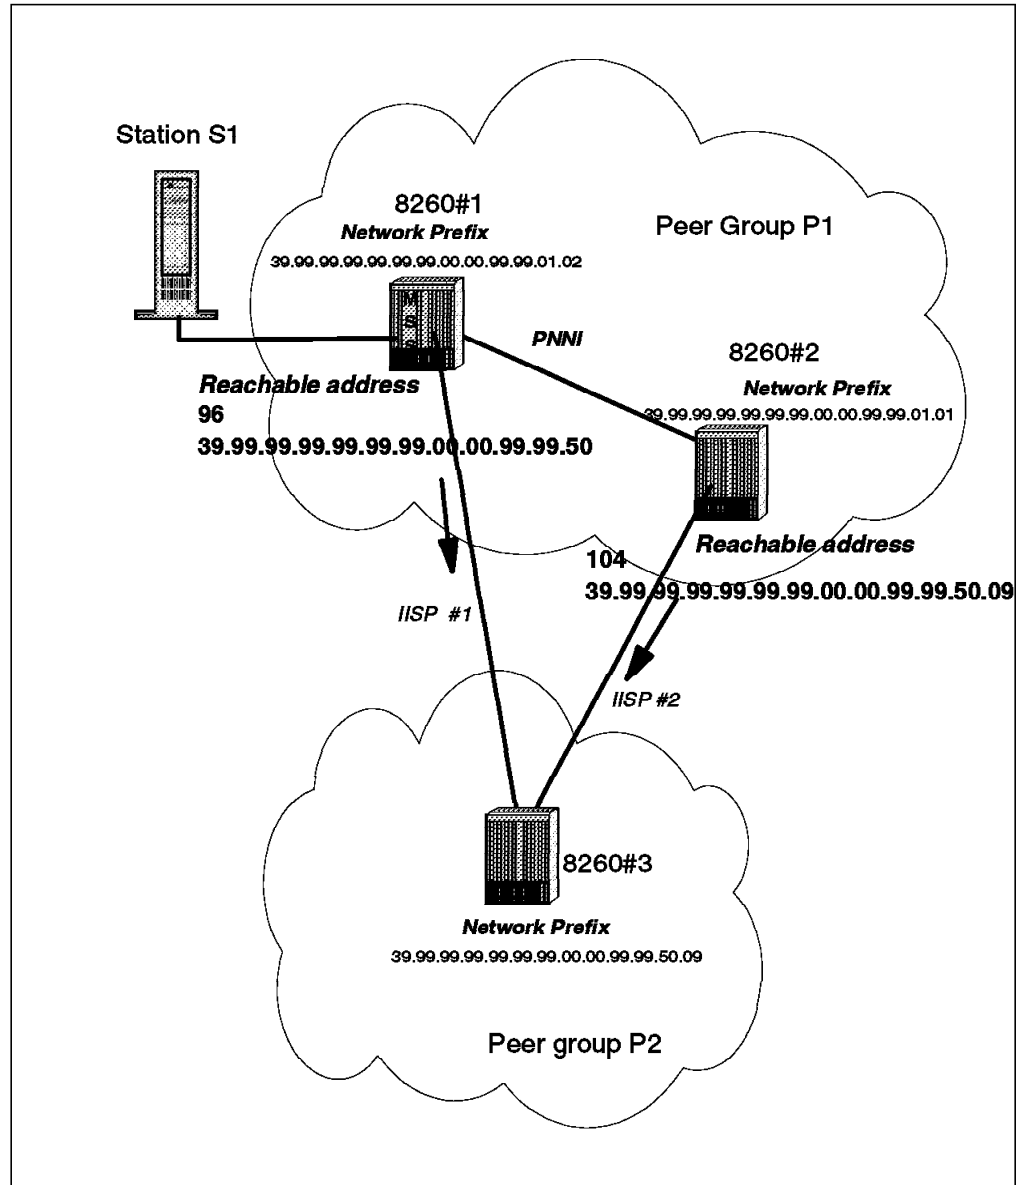 Station S1
8260#1
Network Prefix
39.99.99.99.99.99.99.00.00.99.99.01.02
Peer Group P1
M
S
S
PNNI
8260#2
Network Prefix
39.99.99.99.99.99.99.00.00.99.99.01.01
Reachable address
96
39.99.99.99.99.99.99.00.00.99.99.50
Reachable address
104
39.99.99.99.99.99.99.00.00.99.99.50.09
IISP #1
IISP #2
8260#3
Network Prefix
39.99.99.99.99.99.99.00.00.99.99.50.09
Peer group P2